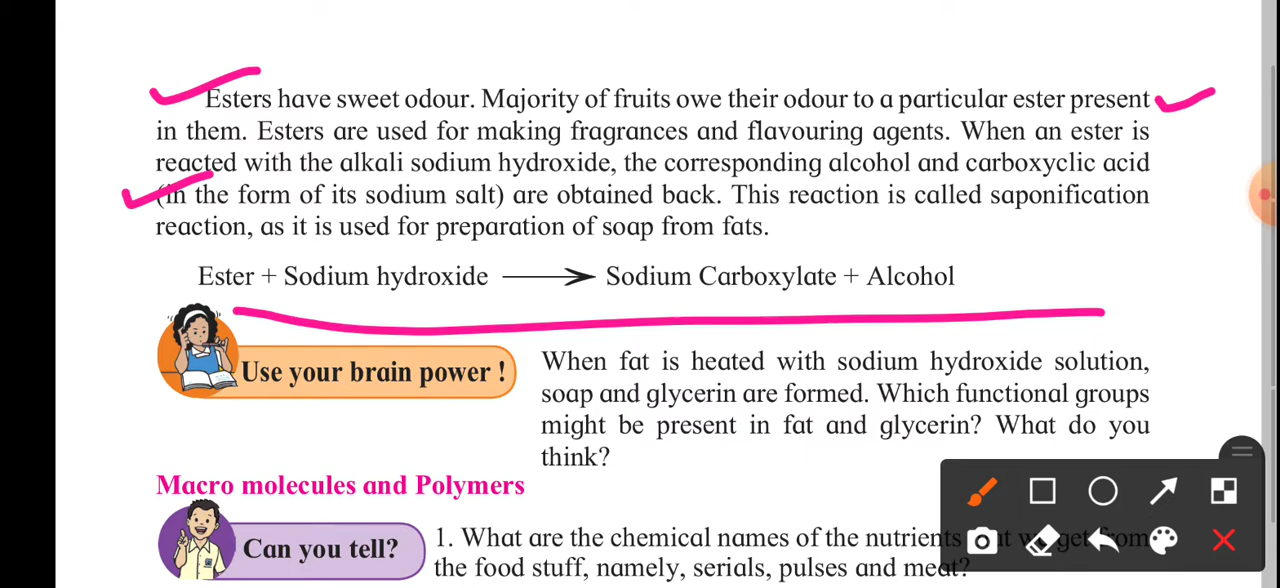 Esters have sweet odour. Majority of fruits owe their odour to a particular ester present
in them. Esters are used for making fragrances and flavouring agents. When an ester is
reacted with the alkali sodium hydroxide, the corresponding alcohol and carboxyclic acid
(in the form of its sodium salt) are obtained back. This reaction is called saponification
reaction, as it is used for preparation of soap from fats.
Ester + Sodium hydroxide ⟶ Sodium Carboxylate + Alcohol
Use your brain power !
When fat is heated with sodium hydroxide solution,
soap and glycerin are formed. Which functional groups
might be present in fat and glycerin? What do you
think?
Macro molecules and Polymers
Can you tell?
1. What are the chemical names of the nutrients get from
the food stuff, namely, serials, pulses and meat?